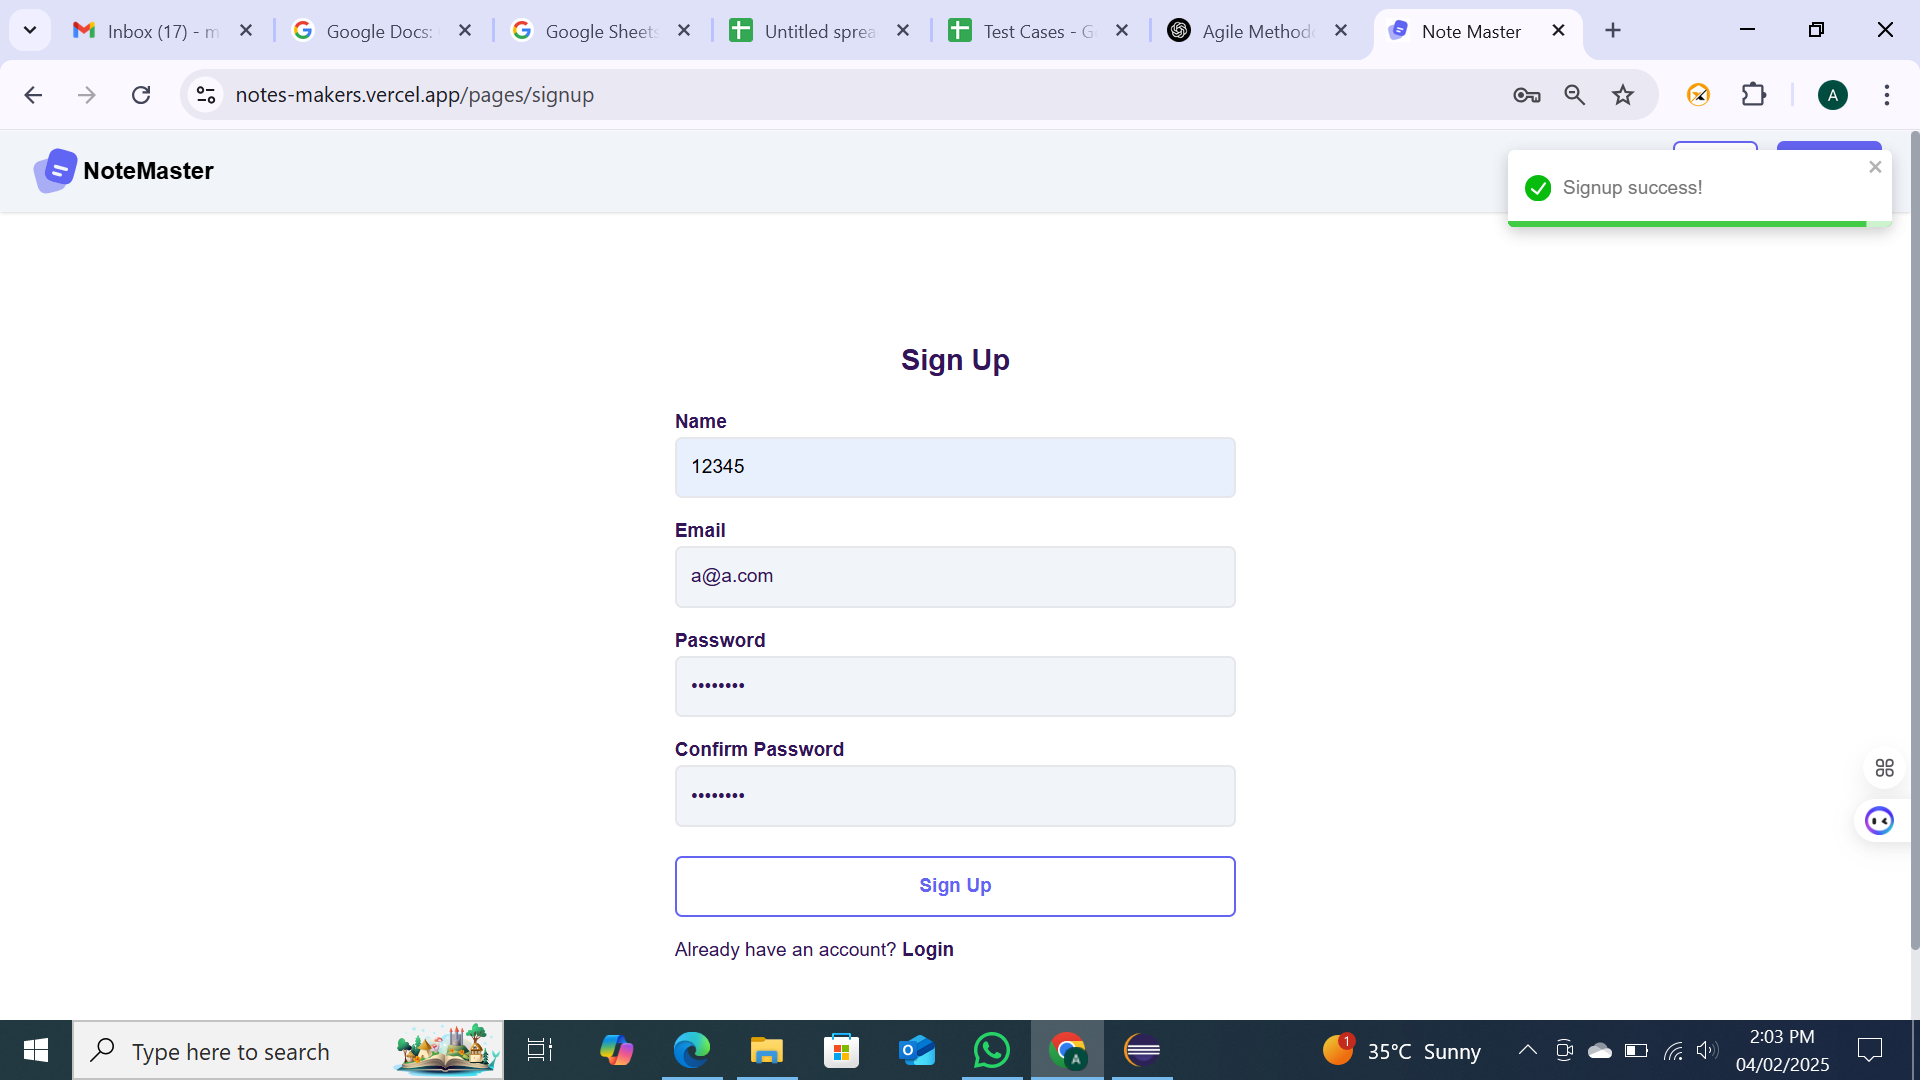 Inbox (17) - m
Google Docs:
Google Sheets
Untitled sprea
Test Cases - G
Agile Methodo
Note Master
notes-makers.vercel.app/pages/signup
A
NoteMaster
Signup success!
Sign Up
Name
12345
Email
a@a.com
Password
••••••••
Confirm Password
••••••••
Sign Up
Already have an account? Login
Type here to search
A
1
35°C Sunny
2:03 PM
04/02/2025